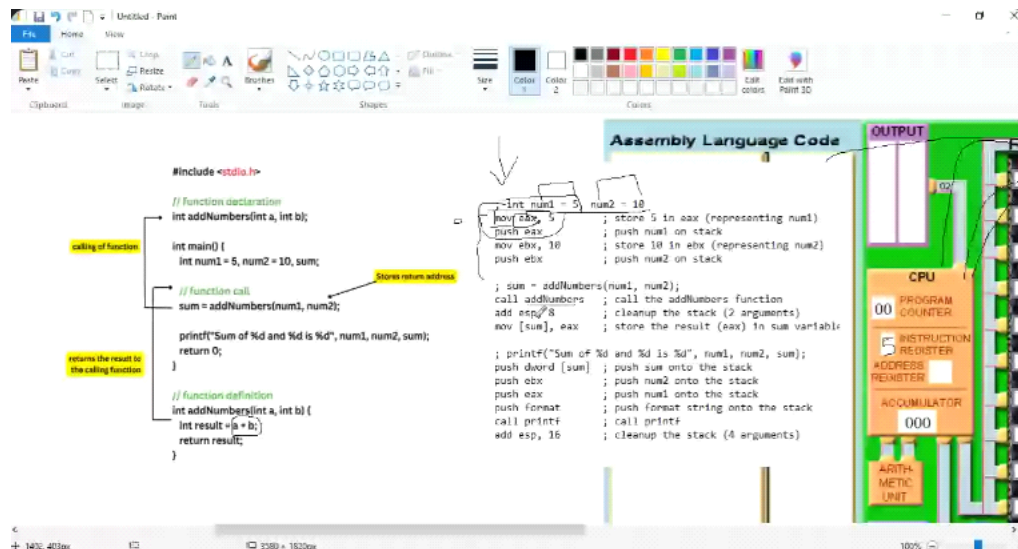 Untitled - Paint
File Home View
Paste
Cut
Copy
Clipboard
Select
Crop
Resize
Rotate
Image
Tools
Brushes
Shapes
Outline
Fill
Size
Color 1
Color 2
Colors
Edit colors
Edit with Paint 3D
#include <stdio.h>
// Function declaration
int addNumbers(int a, int b);
calling of function
int main() {
int num1 = 5, num2 = 10, sum;
Stores return address
// function call
sum = addNumbers(num1, num2);
printf("Sum of %d and %d is %d", num1, num2, sum);
return 0;
}
returns the result to
the calling function
// function definition
int addNumbers(int a, int b) {
int result = a + b;
return result;
}
Assembly Language Code
; int num1 = 5, num2 = 10
mov eax, 5 ; store 5 in eax (representing num1)
push eax ; push num1 on stack
mov ebx, 10 ; store 10 in ebx (representing num2)
push ebx ; push num2 on stack
; sum = addNumbers(num1, num2);
call addNumbers ; call the addNumbers function
add esp, 8 ; cleanup the stack (2 arguments)
mov [sum], eax ; store the result (eax) in sum variable
; printf("Sum of %d and %d is %d", num1, num2, sum);
push dword [sum] ; push sum onto the stack
push ebx ; push num2 onto the stack
push eax ; push num1 onto the stack
push format ; push format string onto the stack
call printf ; call printf
add esp, 16 ; cleanup the stack (4 arguments)
OUTPUT
02
CPU
00 PROGRAM COUNTER
5 INSTRUCTION REGISTER
ADDRESS REGISTER
ACCUMULATOR
000
ARITH-
METIC
UNIT
1402, 403px
3580 × 1820px
100%